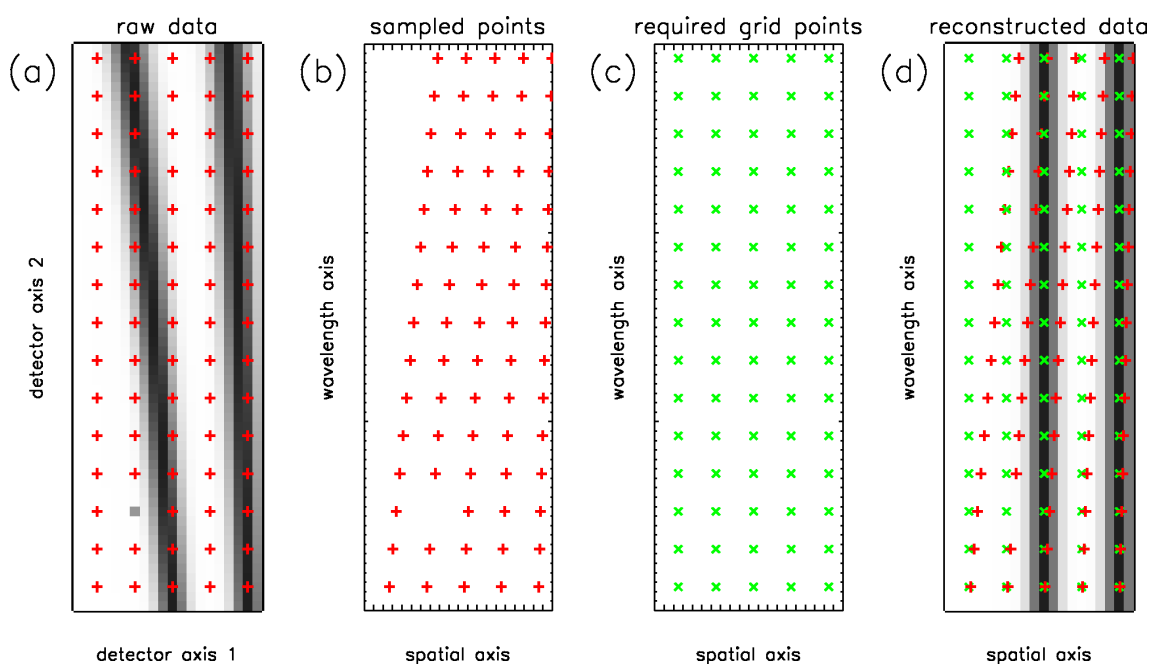 raw data
sampled points
required grid points
reconstructed data
(a)
(b)
(c)
(d)
detector axis 2
wavelength axis
wavelength axis
wavelength axis
detector axis 1
spatial axis
spatial axis
spatial axis